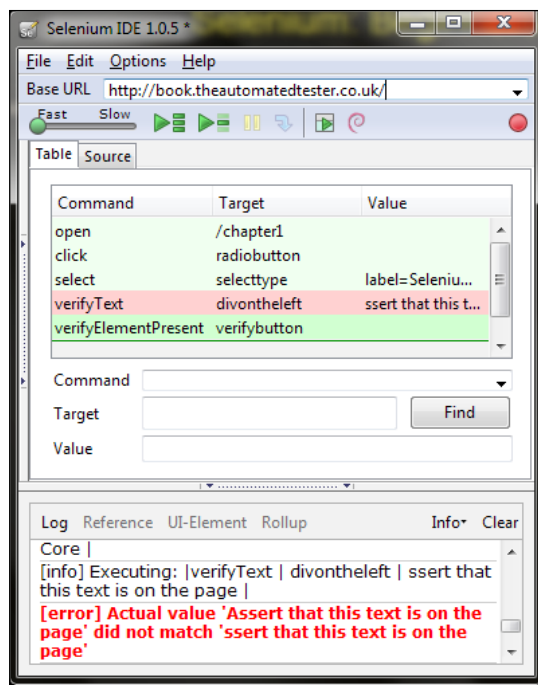 Selenium IDE 1.0.5 *
File Edit Options Help
Base URL http://book.theautomatedtester.co.uk/
Fast Slow
Table Source
Command Target Value
open /chapter1
click radiobutton
select selecttype label=Seleniu...
verifyText divontheleft ssert that this t...
verifyElementPresent verifybutton
Command
Target Find
Value
Log Reference UI-Element Rollup Info Clear
Core |
[info] Executing: |verifyText | divontheleft | ssert that
this text is on the page |
[error] Actual value 'Assert that this text is on the
page' did not match 'ssert that this text is on the
page'